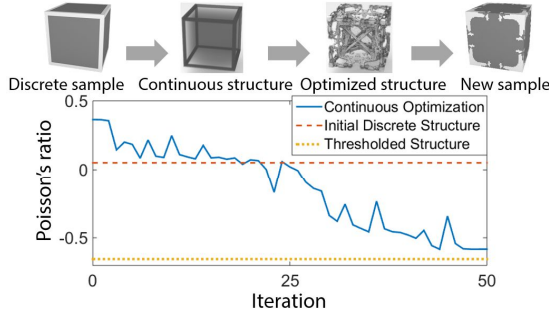 Discrete sample Continuous structure Optimized structure New sample
0.5
0
-0.5
Poisson's ratio
Continuous Optimization
Initial Discrete Structure
Thresholded Structure
0 25 50
Iteration